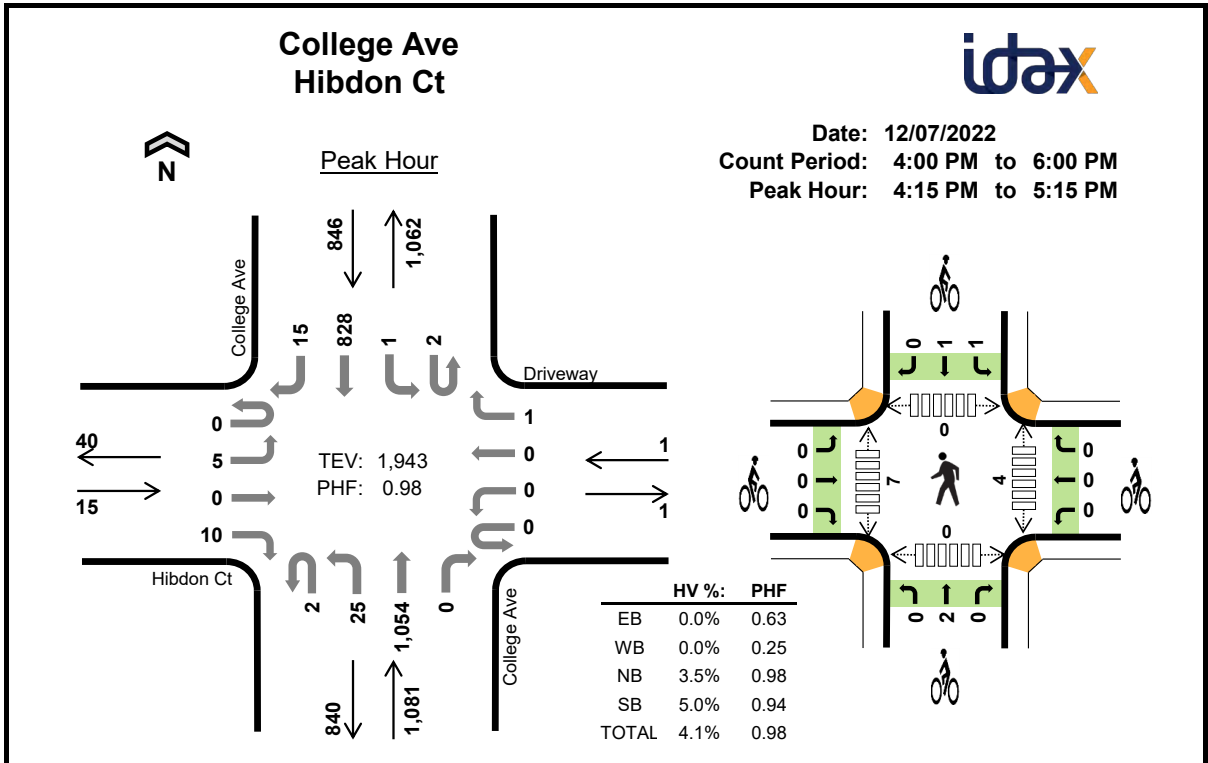 College Ave
Hibdon Ct
idax
N
Peak Hour
Date: 12/07/2022
Count Period: 4:00 PM to 6:00 PM
Peak Hour: 4:15 PM to 5:15 PM
846
1,062
College Ave
15
828
1
2
Driveway
0
5
0
10
40
15
TEV: 1,943
PHF: 0.98
1
0
0
0
1
1
Hibdon Ct
2
25
1,054
0
College Ave
840
1,081
HV %: PHF
EB 0.0% 0.63
WB 0.0% 0.25
NB 3.5% 0.98
SB 5.0% 0.94
TOTAL 4.1% 0.98
0
1
1
0
0
0
0
7
4
0
0
0
0
0
2
0